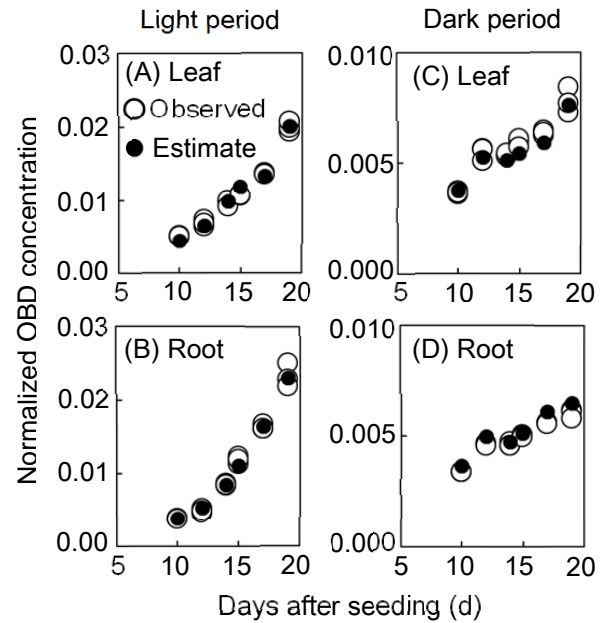 Light period
Dark period
Normalized OBD concentration
0.03
0.02
0.01
0.00
(A) Leaf
Observed
Estimate
5 10 15 20
0.010
0.005
0.000
(C) Leaf
5 10 15 20
0.03
0.02
0.01
0.00
(B) Root
5 10 15 20
0.010
0.005
0.000
(D) Root
5 10 15 20
Days after seeding (d)